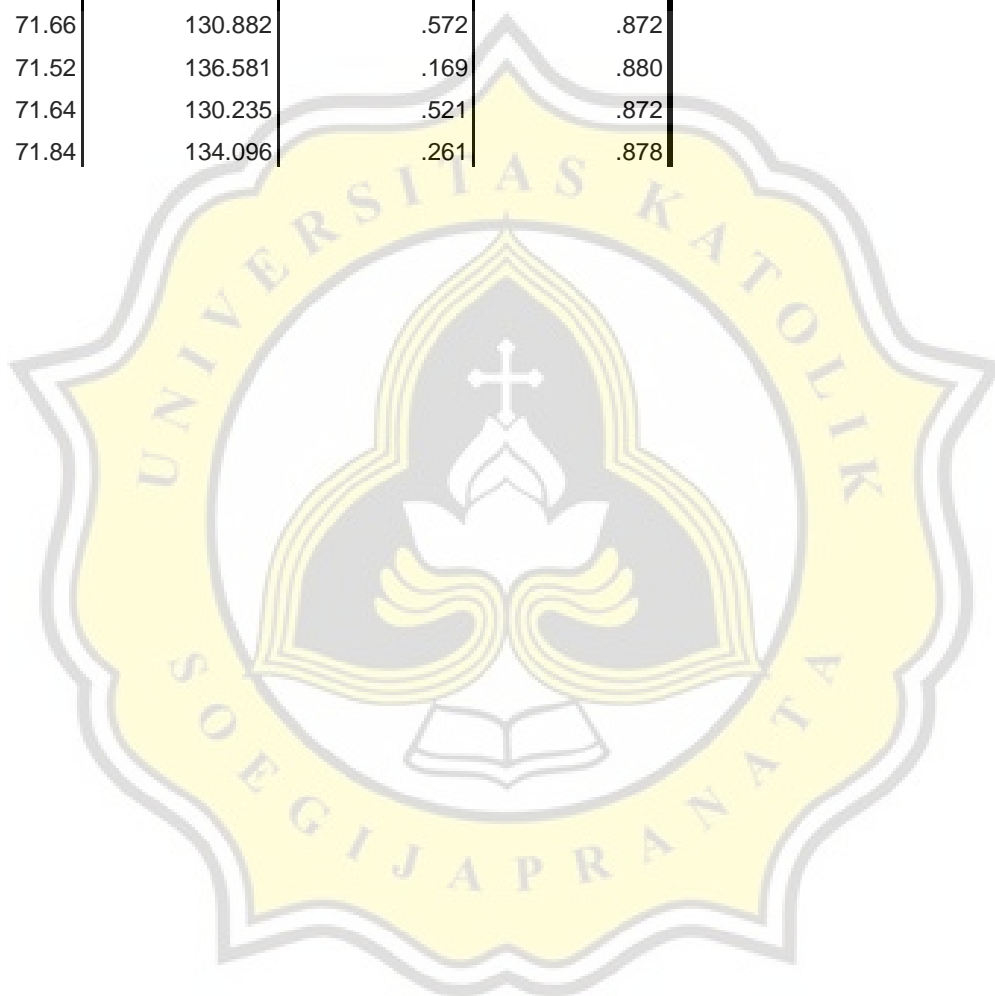 71.66 130.882 .572 .872
71.52 136.581 .169 .880
71.64 130.235 .521 .872
71.84 134.096 .261 .878
UNIVERSITAS KATOLIK
SOEGIJAPRANATA